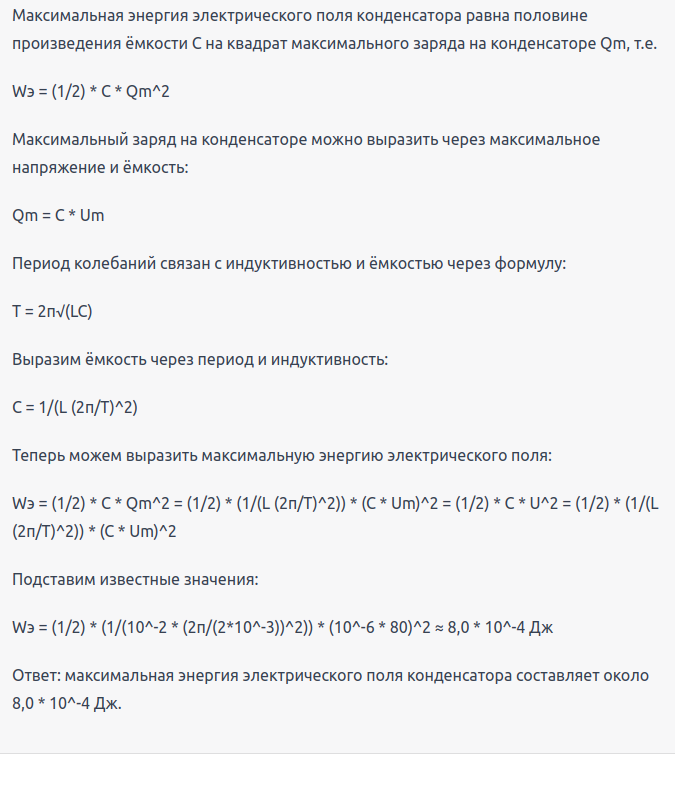 Максимальная энергия электрического поля конденсатора равна половине
произведения ёмкости C на квадрат максимального заряда на конденсаторе Qm, т.е.
Wэ = (1/2) * C * Qm^2
Максимальный заряд на конденсаторе можно выразить через максимальное
напряжение и ёмкость:
Qm = C * Um
Период колебаний связан с индуктивностью и ёмкостью через формулу:
T = 2π√(LC)
Выразим ёмкость через период и индуктивность:
C = 1/(L (2π/T)^2)
Теперь можем выразить максимальную энергию электрического поля:
Wэ = (1/2) * C * Qm^2 = (1/2) * (1/(L (2π/T)^2)) * (C * Um)^2 = (1/2) * C * U^2 = (1/2) * (1/(L
(2π/T)^2)) * (C * Um)^2
Подставим известные значения:
Wэ = (1/2) * (1/(10^-2 * (2π/(2*10^-3))^2)) * (10^-6 * 80)^2 ≈ 8,0 * 10^-4 Дж
Ответ: максимальная энергия электрического поля конденсатора составляет около
8,0 * 10^-4 Дж.